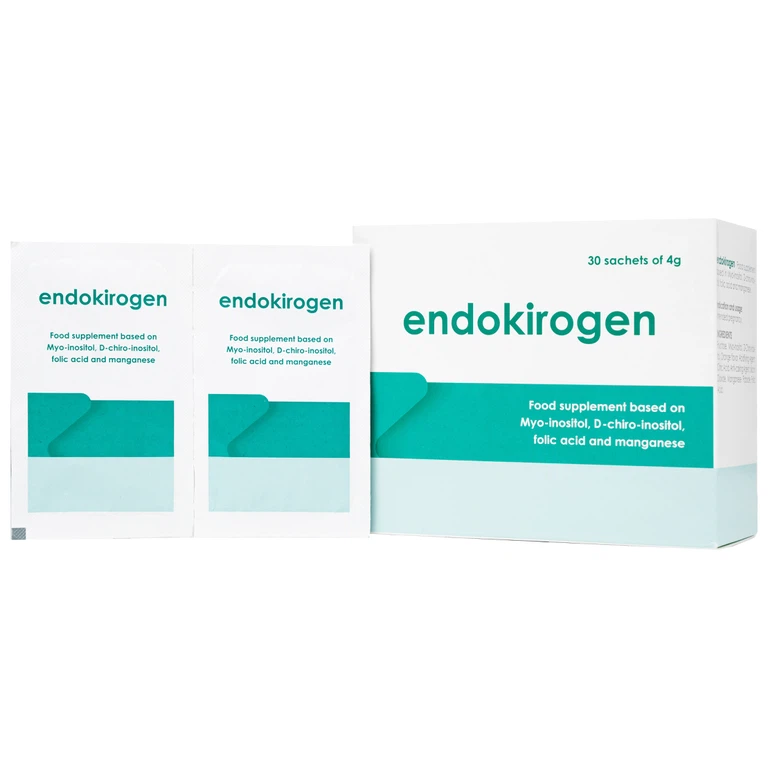 endokirogen
Food supplement based on
Myo-inositol, D-chiro-inositol,
folic acid and manganese
endokirogen
Food supplement based on
Myo-inositol, D-chiro-inositol,
folic acid and manganese
30 sachets of 4g
endokirogen
Food supplement based on
Myo-inositol, D-chiro-inositol,
folic acid and manganese